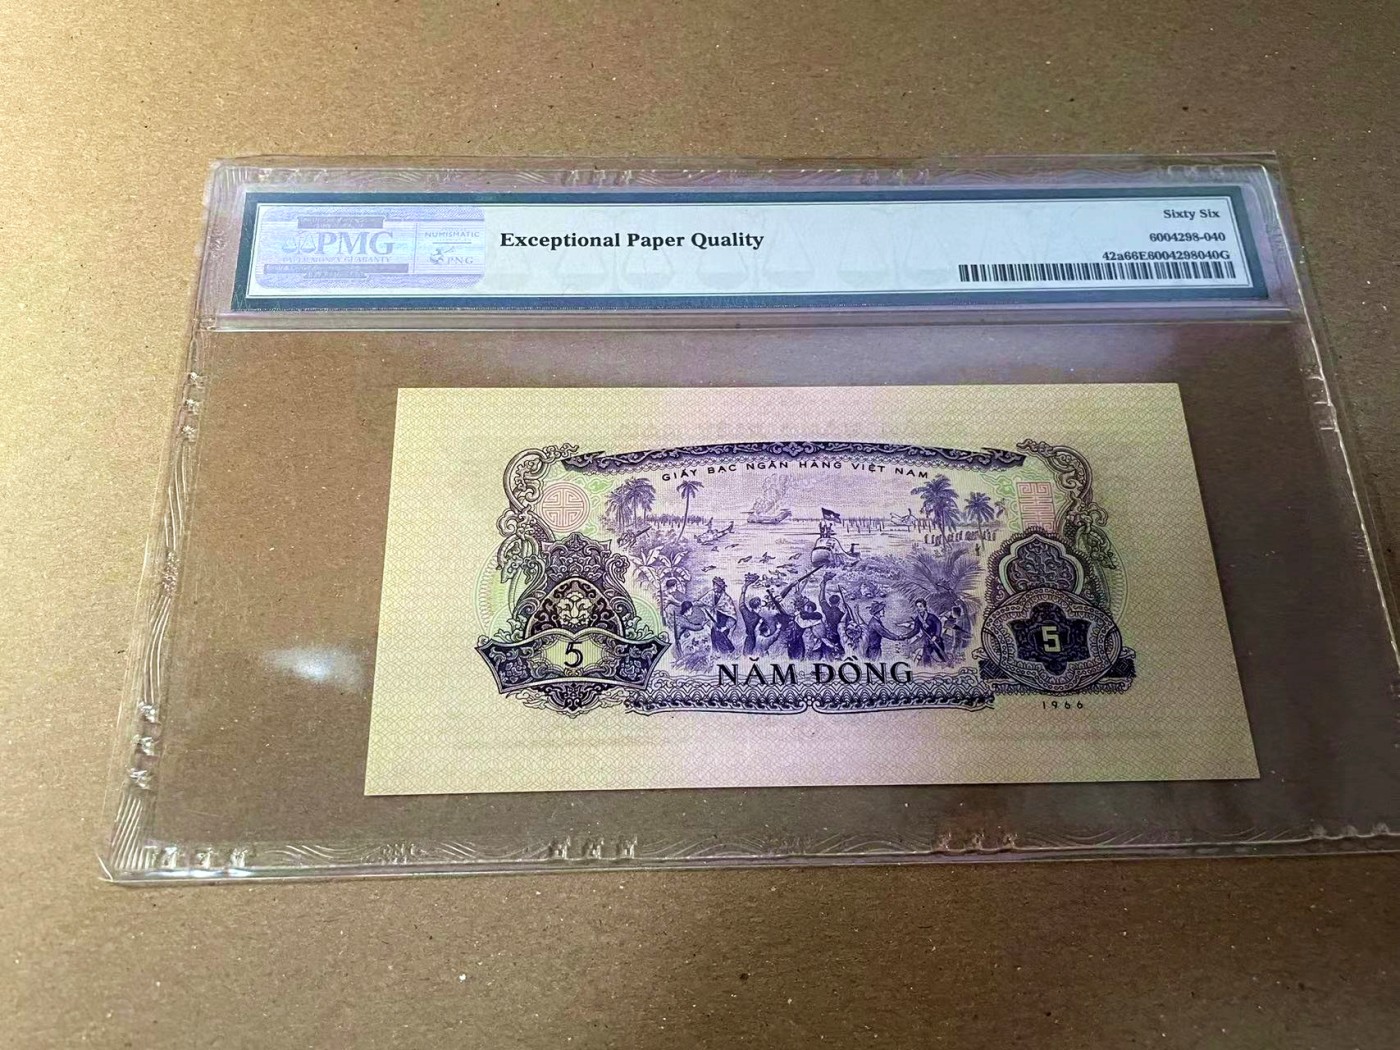 PMG
NUMISMATIC
PNG
Exceptional Paper Quality
Sixty Six
6004298-040
42a66E6004298040G
GIẤY BẠC NGÂN HÀNG VIỆT NAM
5
5
NĂM ĐỒNG
1966